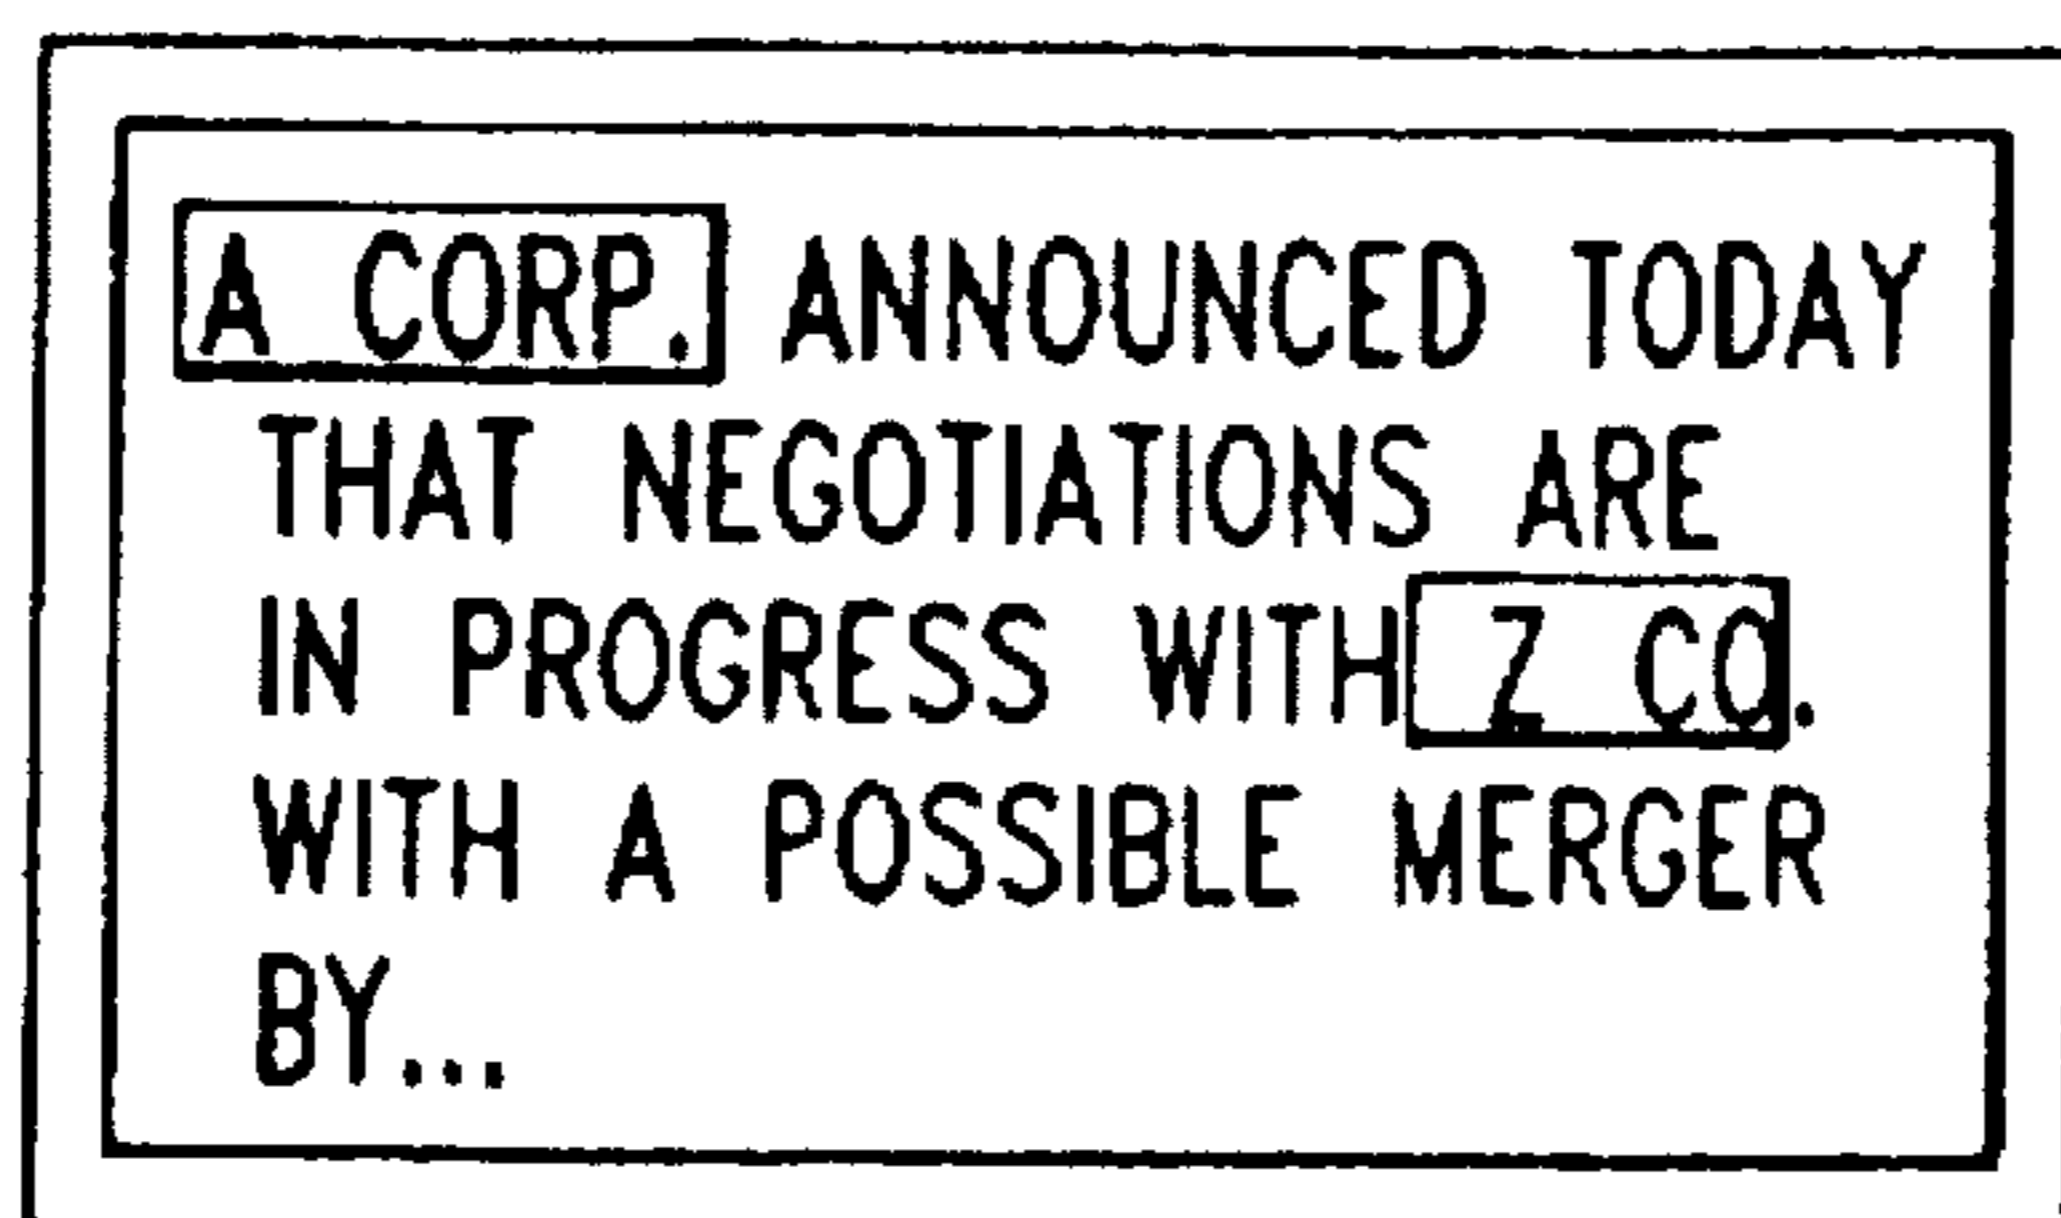 A CORP. ANNOUNCED TODAY
THAT NEGOTIATIONS ARE
IN PROGRESS WITH Z CO.
WITH A POSSIBLE MERGER
BY...